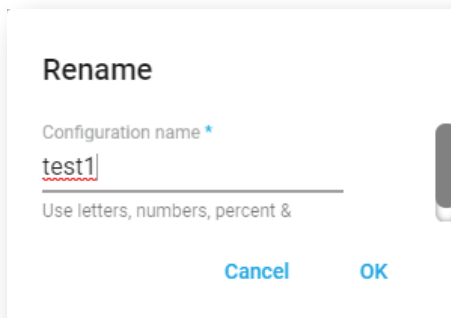 Rename
Configuration name *
test1
Use letters, numbers, percent &
Cancel OK